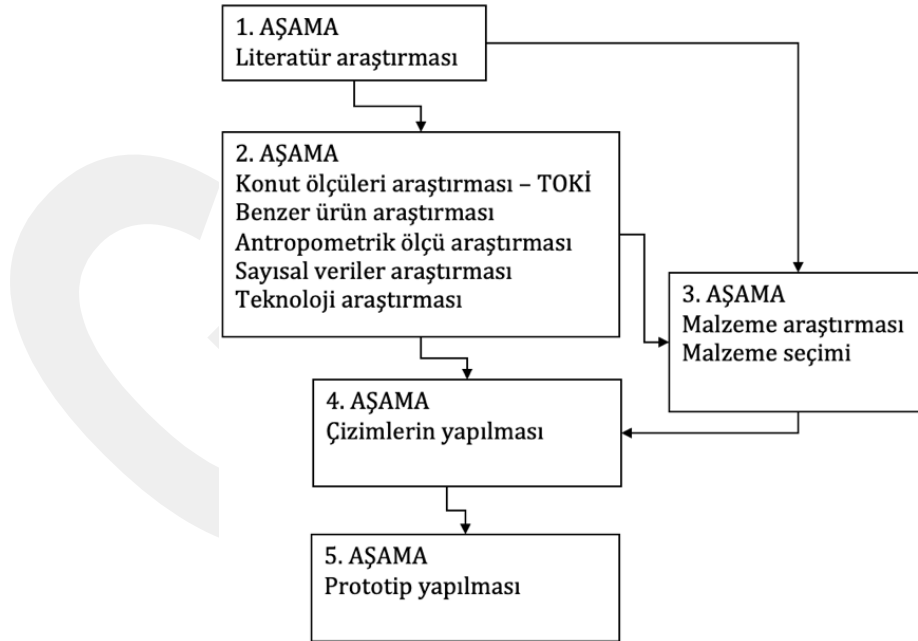 1. AŞAMA
Literatür araştırması
2. AŞAMA
Konut ölçüleri araştırması – TOKİ
Benzer ürün araştırması
Antropometrik ölçü araştırması
Sayısal veriler araştırması
Teknoloji araştırması
3. AŞAMA
Malzeme araştırması
Malzeme seçimi
4. AŞAMA
Çizimlerin yapılması
5. AŞAMA
Prototip yapılması